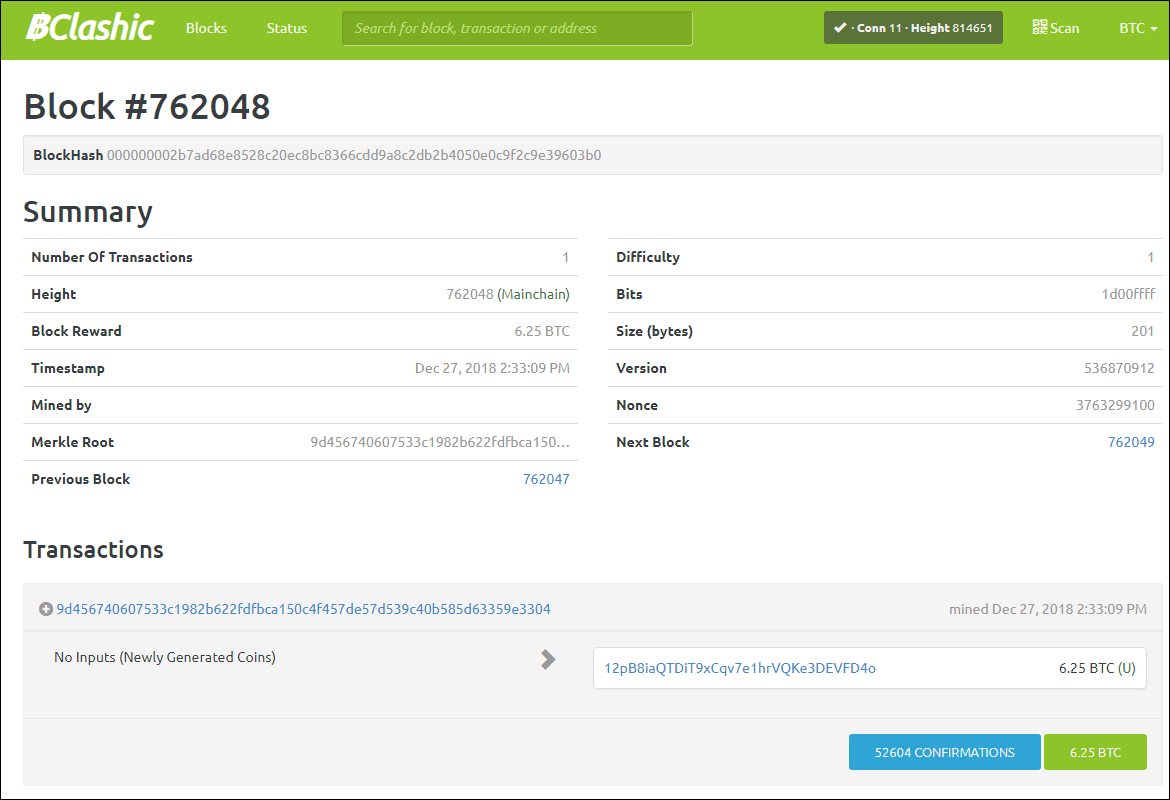 BClashic Blocks Status Search for block, transaction or address · Conn 11 · Height 814651 Scan BTC
Block #762048
BlockHash 000000002b7ad68e8528c20ec8bc8366cdd9a8c2db2b4050e0c9f2c9e39603b0
Summary
Number Of Transactions 1
Height 762048 (Mainchain)
Block Reward 6.25 BTC
Timestamp Dec 27, 2018 2:33:09 PM
Mined by
Merkle Root 9d456740607533c1982b622fdfbca150...
Previous Block 762047
Difficulty 1
Bits 1d00ffff
Size (bytes) 201
Version 536870912
Nonce 3763299100
Next Block 762049
Transactions
9d456740607533c1982b622fdfbca150c4f457de57d539c40b585d63359e3304 mined Dec 27, 2018 2:33:09 PM
No Inputs (Newly Generated Coins) 12pB8iaQTDiT9xCqv7e1hrVQKe3DEVFD4o 6.25 BTC (U)
52604 CONFIRMATIONS 6.25 BTC